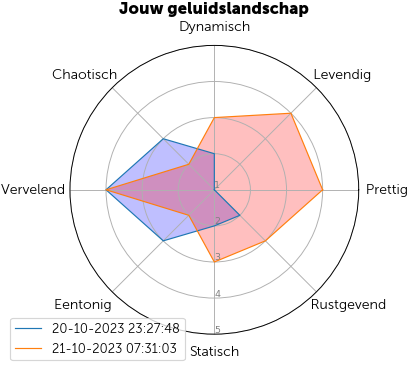 Jouw geluidslandschap
Dynamisch
Chaotisch
Levendig
Vervelend
Prettig
1
2
3
4
5
Eentonig
Rustgevend
Statisch
20-10-2023 23:27:48
21-10-2023 07:31:03